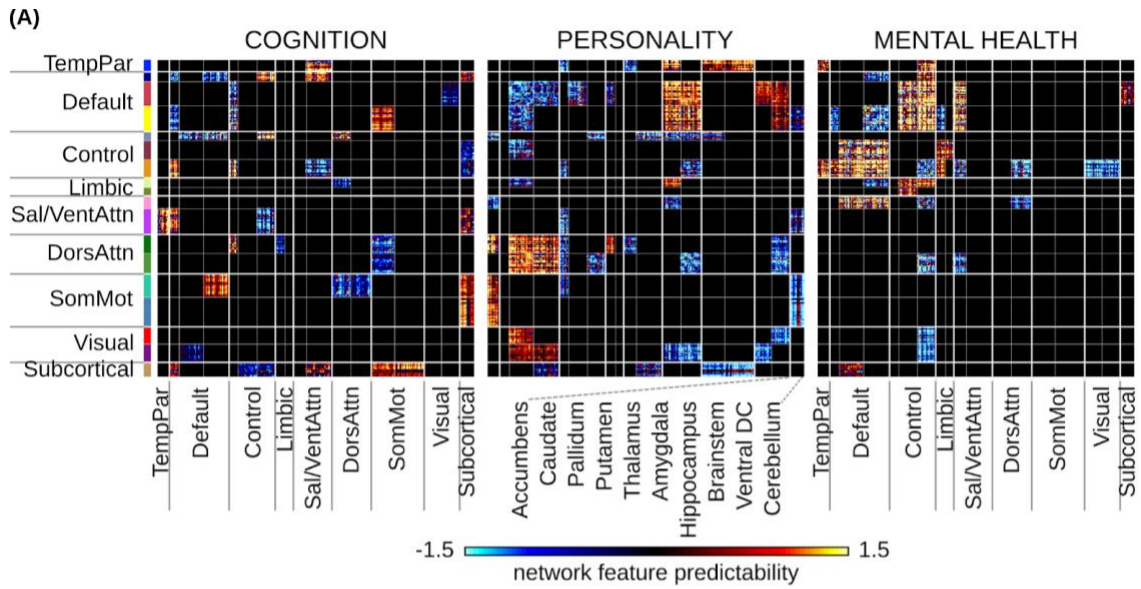 (A)
COGNITION PERSONALITY MENTAL HEALTH
TempPar
Default
Control
Limbic
Sal/VentAttn
DorsAttn
SomMot
Visual
Subcortical
TempPar
Default
Control
Limbic
Sal/VentAttn
DorsAttn
SomMot
Visual
Subcortical
Accumbens
Caudate
Pallidum
Putamen
Thalamus
Amygdala
Hippocampus
Brainstem
Ventral DC
Cerebellum
TempPar
Default
Control
Limbic
Sal/VentAttn
DorsAttn
SomMot
Visual
Subcortical
-1.5 1.5
network feature predictability